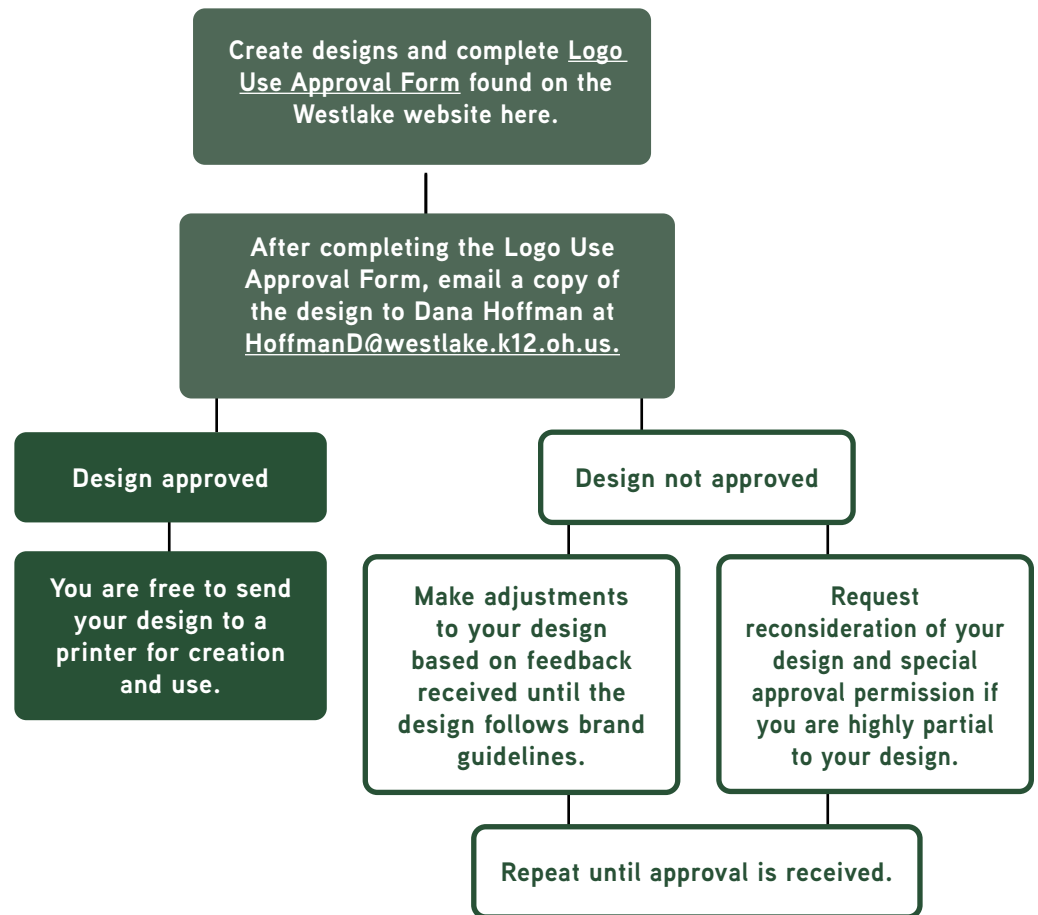 Create designs and complete Logo
Use Approval Form found on the
Westlake website here.
After completing the Logo Use
Approval Form, email a copy of
the design to Dana Hoffman at
HoffmanD@westlake.k12.oh.us.
Design approved
You are free to send
your design to a
printer for creation
and use.
Design not approved
Make adjustments
to your design
based on feedback
received until the
design follows brand
guidelines.
Request
reconsideration of your
design and special
approval permission if
you are highly partial
to your design.
Repeat until approval is received.